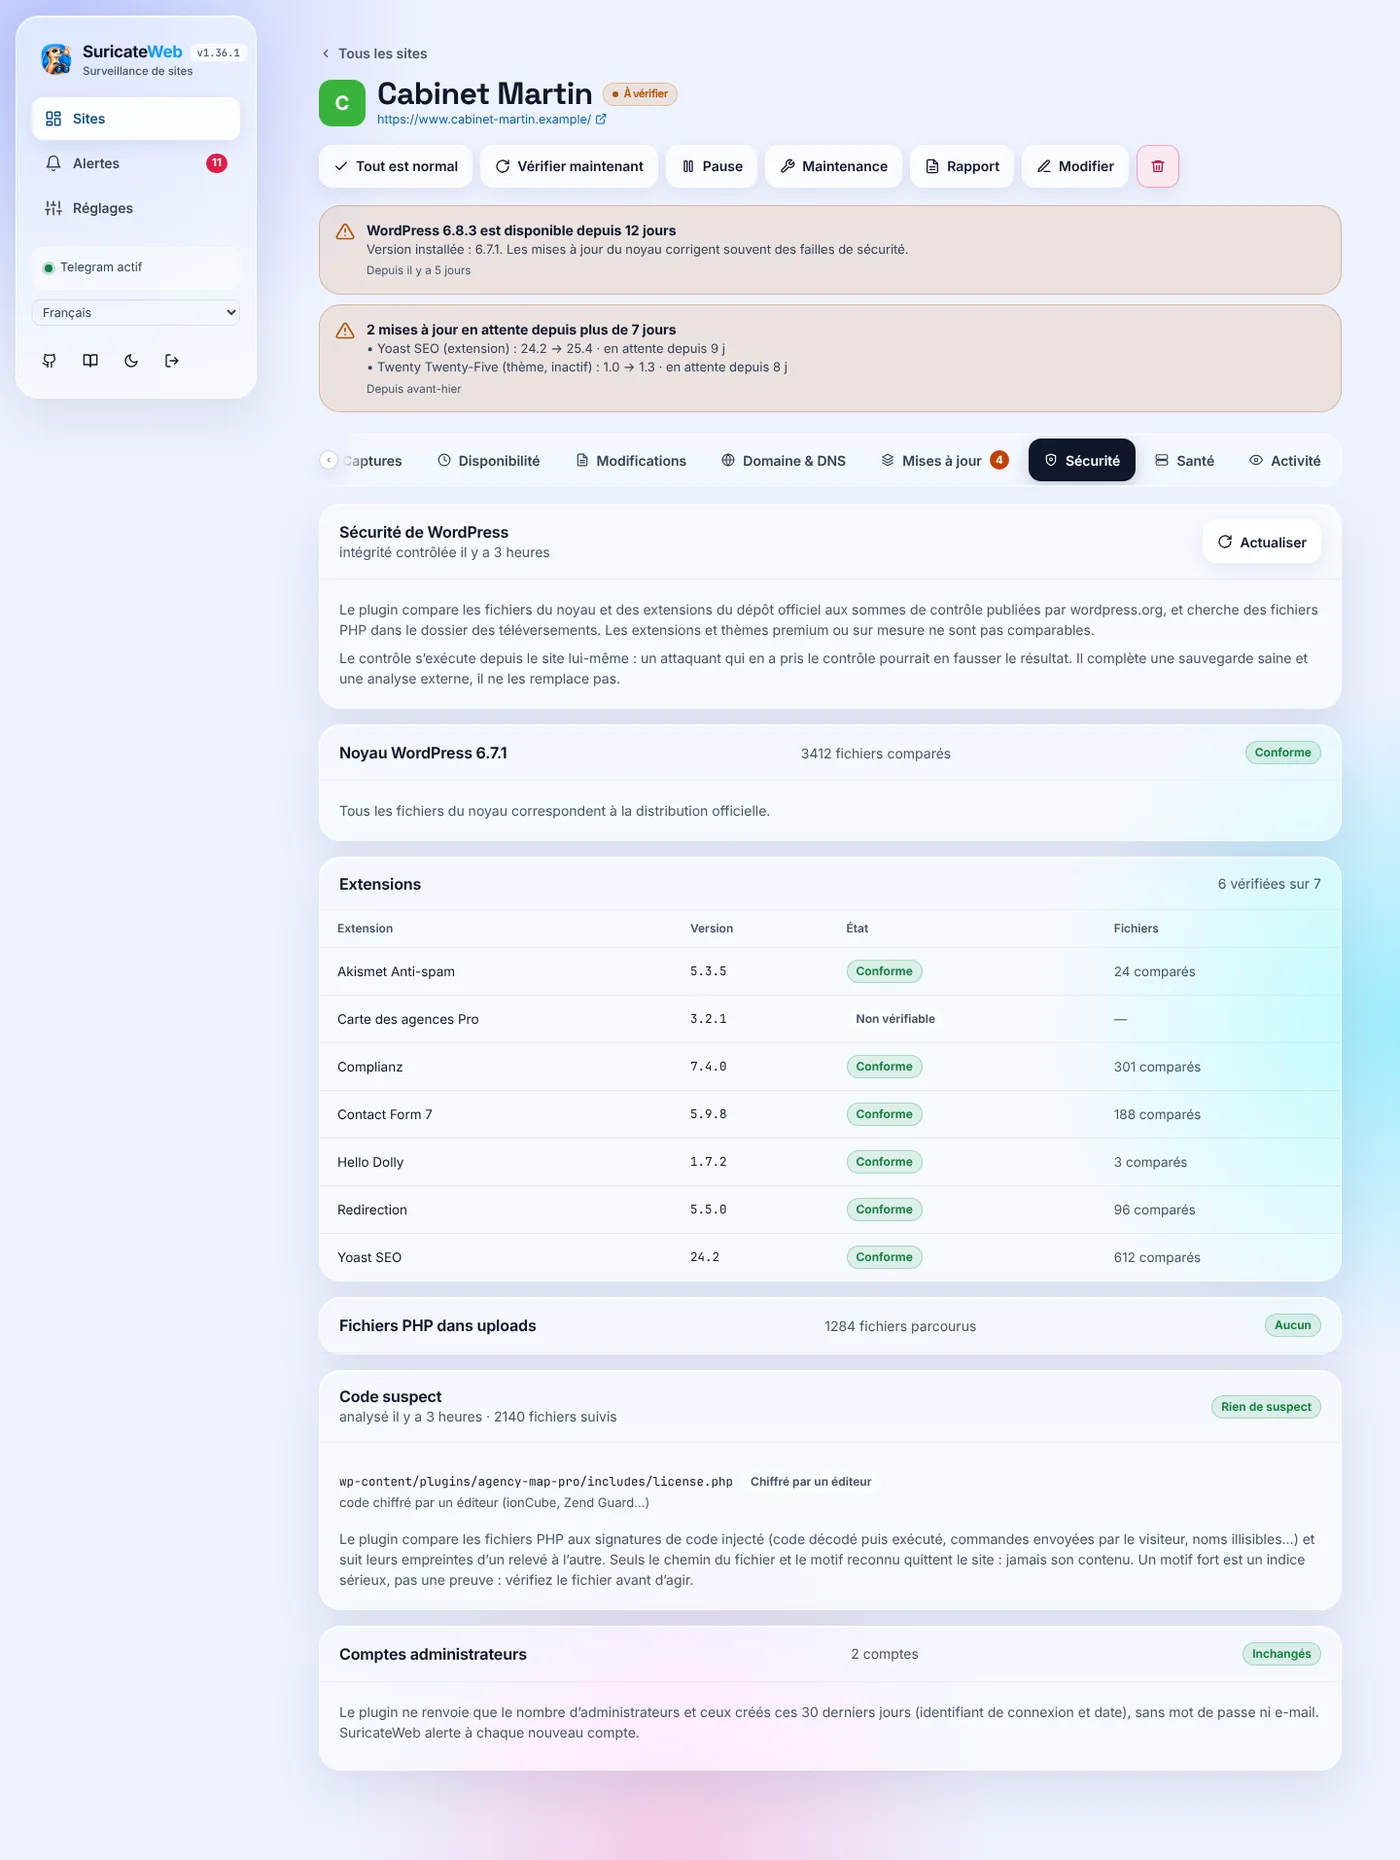 SuricateWeb v1.36.1
Surveillance de sites
Sites
Alertes 11
Réglages
Telegram actif
Français
Tous les sites
C
Cabinet Martin À vérifier
https://www.cabinet-martin.example/
Tout est normal Vérifier maintenant Pause Maintenance Rapport Modifier
WordPress 6.8.3 est disponible depuis 12 jours
Version installée : 6.7.1. Les mises à jour du noyau corrigent souvent des failles de sécurité.
Depuis il y a 5 jours
2 mises à jour en attente depuis plus de 7 jours
• Yoast SEO (extension) : 24.2 → 25.4 · en attente depuis 9 j
• Twenty Twenty-Five (thème, inactif) : 1.0 → 1.3 · en attente depuis 8 j
Depuis avant-hier
Captures Disponibilité Modifications Domaine & DNS Mises à jour 4 Sécurité Santé Activité
Sécurité de WordPress
intégrité contrôlée il y a 3 heures
Actualiser
Le plugin compare les fichiers du noyau et des extensions du dépôt officiel aux sommes de contrôle publiées par wordpress.org, et cherche des fichiers
PHP dans le dossier des téléversements. Les extensions et thèmes premium ou sur mesure ne sont pas comparables.
Le contrôle s’exécute depuis le site lui-même : un attaquant qui en a pris le contrôle pourrait en fausser le résultat. Il complète une sauvegarde saine et
une analyse externe, il ne les remplace pas.
Noyau WordPress 6.7.1 3412 fichiers comparés Conforme
Tous les fichiers du noyau correspondent à la distribution officielle.
Extensions 6 vérifiées sur 7
Extension Version État Fichiers
Akismet Anti-spam 5.3.5 Conforme 24 comparés
Carte des agences Pro 3.2.1 Non vérifiable —
Complianz 7.4.0 Conforme 301 comparés
Contact Form 7 5.9.8 Conforme 188 comparés
Hello Dolly 1.7.2 Conforme 3 comparés
Redirection 5.5.0 Conforme 96 comparés
Yoast SEO 24.2 Conforme 612 comparés
Fichiers PHP dans uploads 1284 fichiers parcourus Aucun
Code suspect
analysé il y a 3 heures · 2140 fichiers suivis
Rien de suspect
wp-content/plugins/agency-map-pro/includes/license.php Chiffré par un éditeur
code chiffré par un éditeur (ionCube, Zend Guard…)
Le plugin compare les fichiers PHP aux signatures de code injecté (code décodé puis exécuté, commandes envoyées par le visiteur, noms illisibles…) et
suit leurs empreintes d’un relevé à l’autre. Seuls le chemin du fichier et le motif reconnu quittent le site : jamais son contenu. Un motif fort est un indice
sérieux, pas une preuve : vérifiez le fichier avant d’agir.
Comptes administrateurs 2 comptes Inchangés
Le plugin ne renvoie que le nombre d’administrateurs et ceux créés ces 30 derniers jours (identifiant de connexion et date), sans mot de passe ni e-mail.
SuricateWeb alerte à chaque nouveau compte.